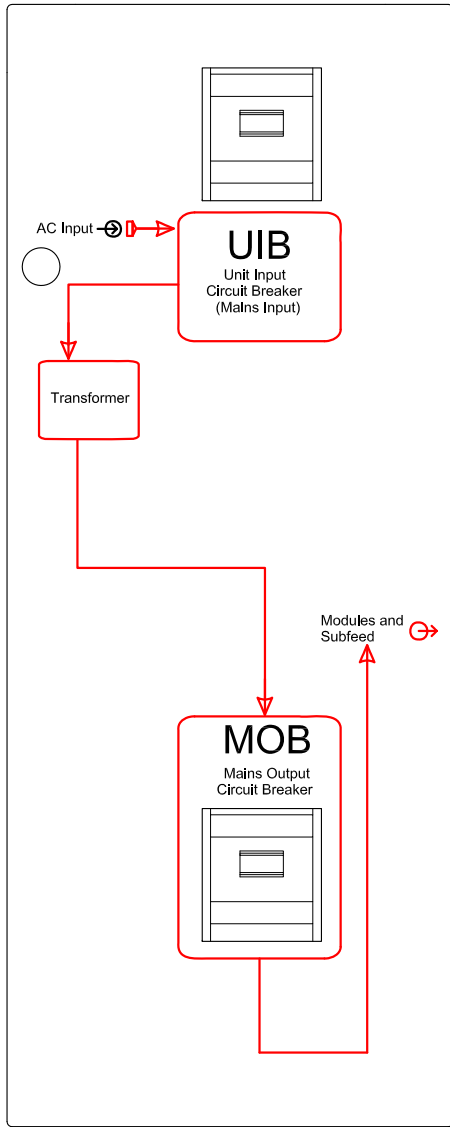 AC Input
UIB
Unit Input
Circuit Breaker
(Mains Input)
Transformer
Modules and
Subfeed
MOB
Mains Output
Circuit Breaker